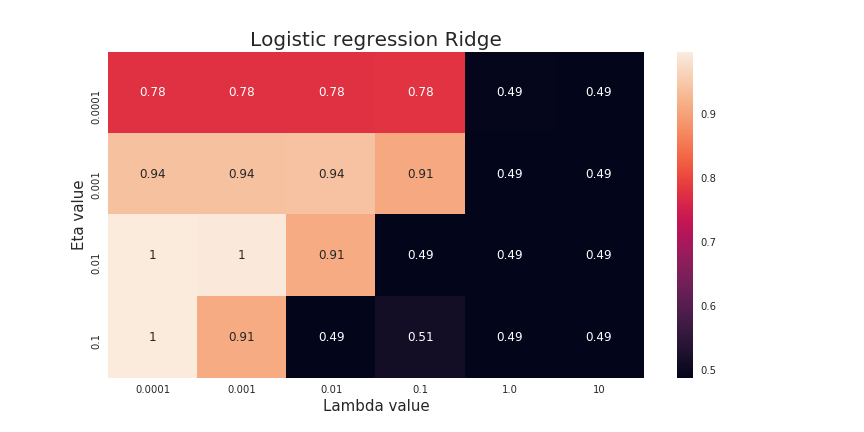 Logistic regression Ridge
Eta value
0.0001 0.78 0.78 0.78 0.78 0.49 0.49
0.001 0.94 0.94 0.94 0.91 0.49 0.49
0.01 1 1 0.91 0.49 0.49 0.49
0.1 1 0.91 0.49 0.51 0.49 0.49
0.0001 0.001 0.01 0.1 1.0 10
Lambda value
0.9
0.8
0.7
0.6
0.5